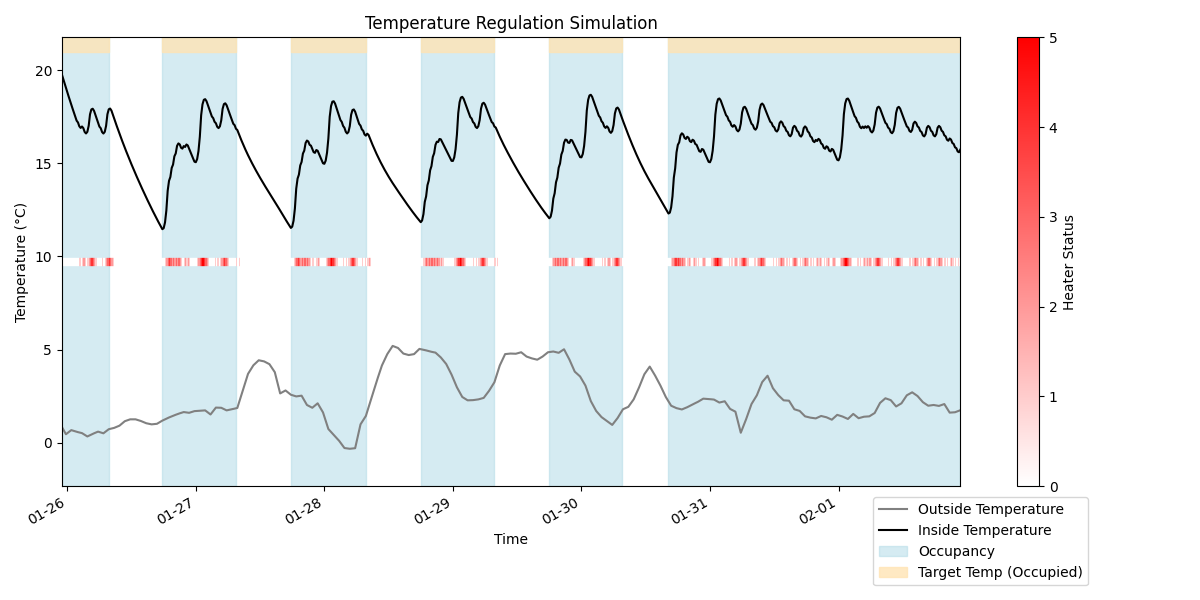 Temperature Regulation Simulation
Temperature (°C)
20
15
10
5
0
01-26
01-27
01-28
01-29
01-30
01-31
02-01
Time
5
4
3
2
1
0
Heater Status
Outside Temperature
Inside Temperature
Occupancy
Target Temp (Occupied)